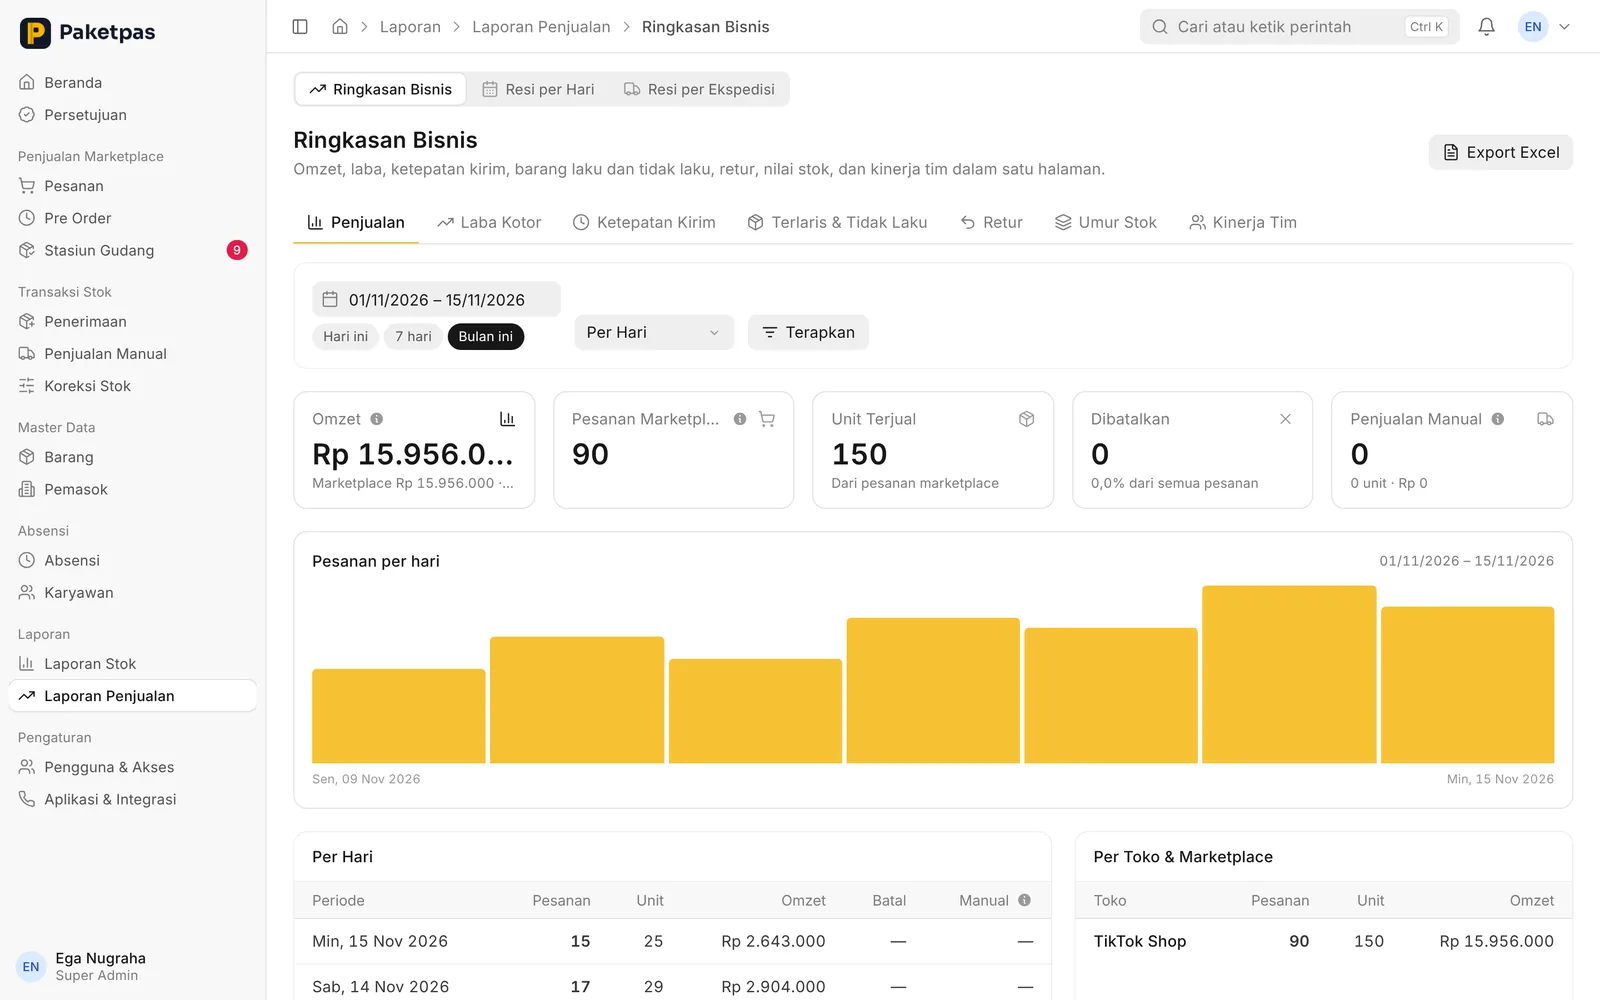 Paketpas
Beranda
Persetujuan
Penjualan Marketplace
Pesanan
Pre Order
Stasiun Gudang
9
Transaksi Stok
Penerimaan
Penjualan Manual
Koreksi Stok
Master Data
Barang
Pemasok
Absensi
Absensi
Karyawan
Laporan
Laporan Stok
Laporan Penjualan
Pengaturan
Pengguna & Akses
Aplikasi & Integrasi
EN
Ega Nugraha
Super Admin
Laporan
Laporan Penjualan
Ringkasan Bisnis
Cari atau ketik perintah
Ctrl K
EN
Ringkasan Bisnis
Resi per Hari
Resi per Ekspedisi
Ringkasan Bisnis
Omzet, laba, ketepatan kirim, barang laku dan tidak laku, retur, nilai stok, dan kinerja tim dalam satu halaman.
Export Excel
Penjualan
Laba Kotor
Ketepatan Kirim
Terlaris & Tidak Laku
Retur
Umur Stok
Kinerja Tim
01/11/2026 – 15/11/2026
Hari ini
7 hari
Bulan ini
Per Hari
Terapkan
Omzet
Rp 15.956.0...
Marketplace Rp 15.956.000 ·...
Pesanan Marketpl...
90
Unit Terjual
150
Dari pesanan marketplace
Dibatalkan
0
0,0% dari semua pesanan
Penjualan Manual
0
0 unit · Rp 0
Pesanan per hari
01/11/2026 – 15/11/2026
Sen, 09 Nov 2026
Min, 15 Nov 2026
Per Hari
Periode Pesanan Unit Omzet Batal Manual
Min, 15 Nov 2026 15 25 Rp 2.643.000 — —
Sab, 14 Nov 2026 17 29 Rp 2.904.000 — —
Per Toko & Marketplace
Toko Pesanan Unit Omzet
TikTok Shop 90 150 Rp 15.956.000